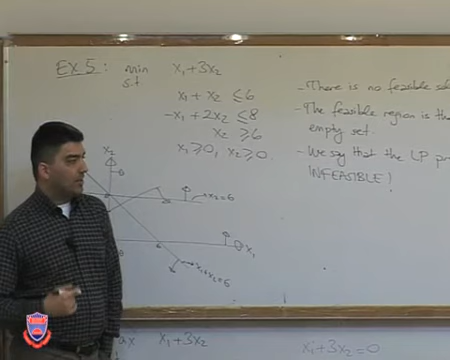 Ex 5 : min x₁+3x₂
s.t
x₁ + x₂ ≤ 6
-x₁ + 2x₂ ≤ 8
x₂ ≥ 6
x₁ ≥ 0, x₂ ≥ 0
- There is no feasible
- The feasible region is the
empty set.
- We say that the LP
INFEASIBLE!
x₂
x₂ = 6
x₁
x₁+x₂=6
x₁ + 3x₂
x₁+3x₂ = 0